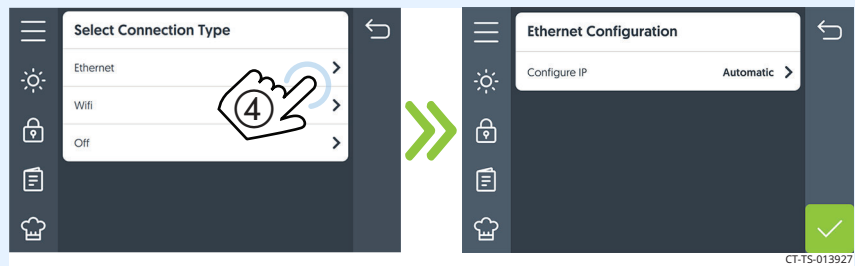 Select Connection Type
Ethernet
Wifi
Off
4
Ethernet Configuration
Configure IP Automatic
CT-TS-013927